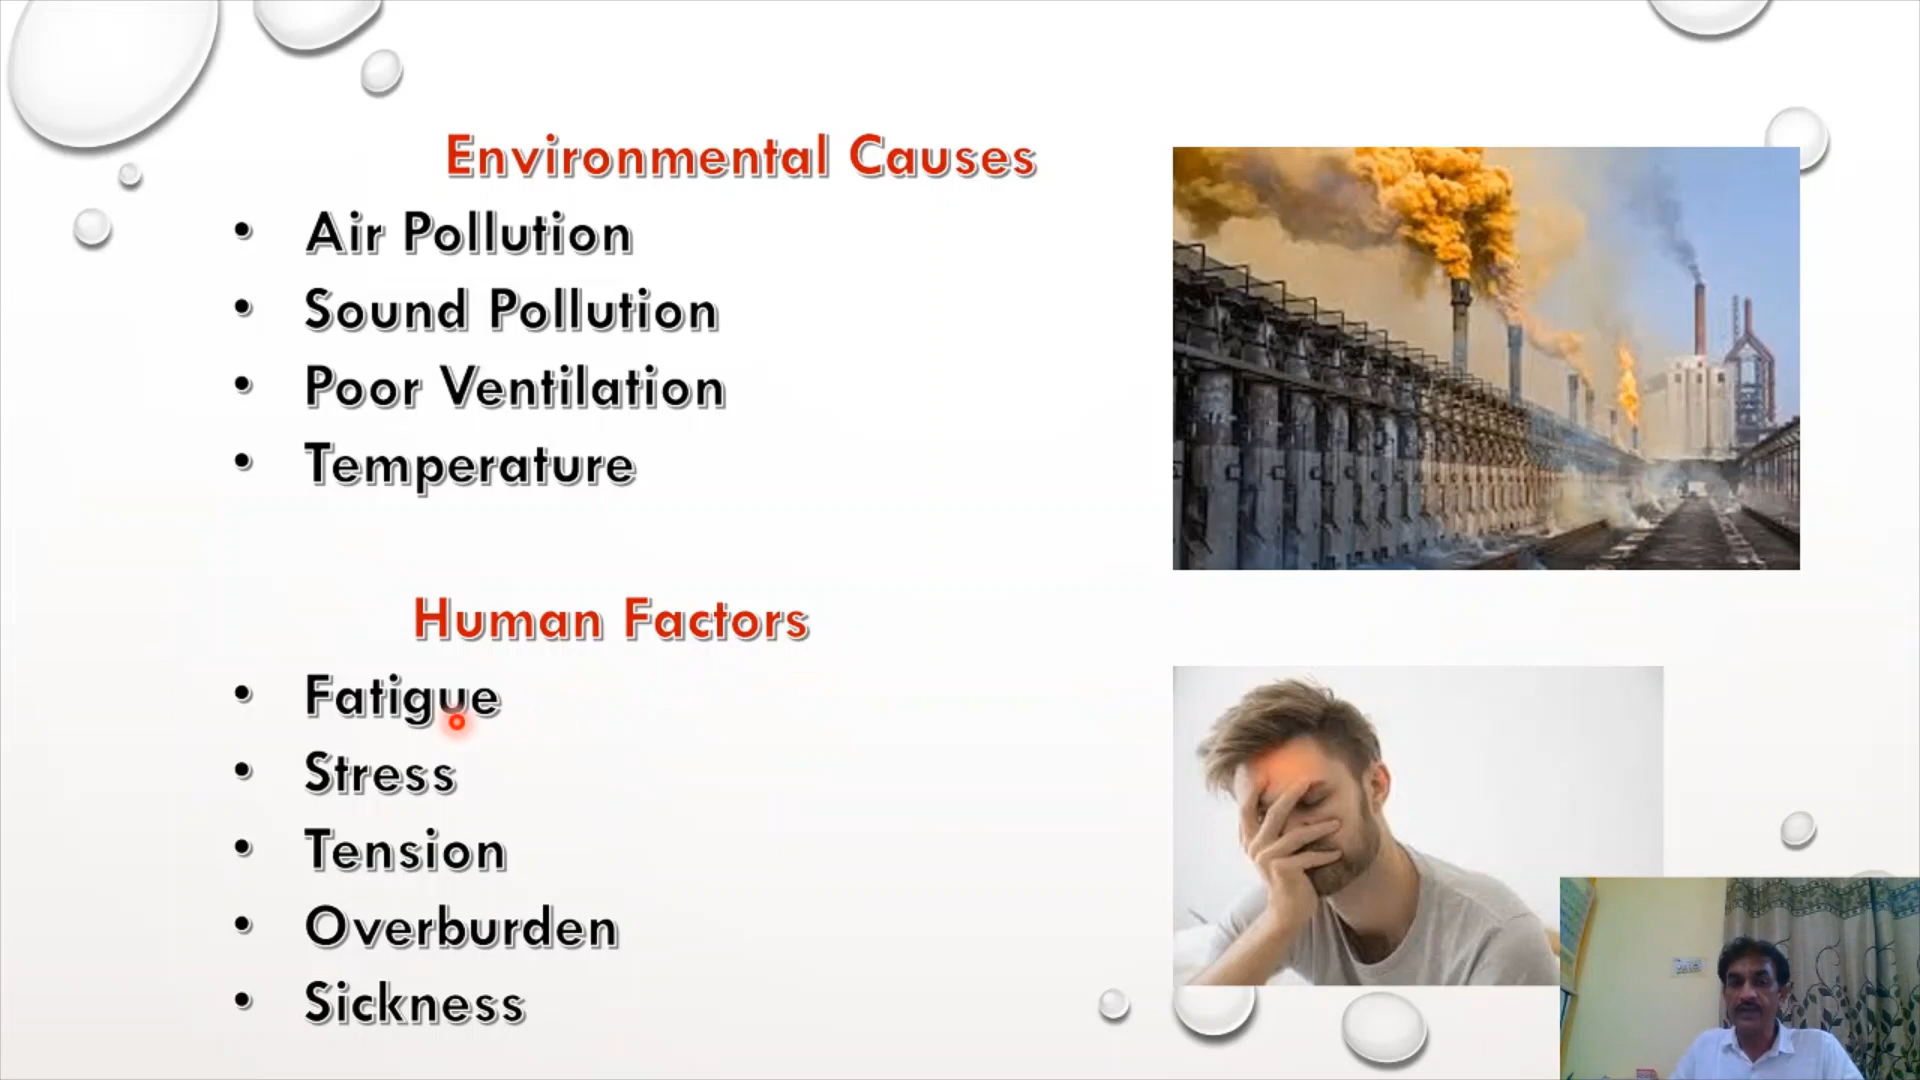 Environmental Causes
• Air Pollution
• Sound Pollution
• Poor Ventilation
• Temperature
Human Factors
• Fatigue
• Stress
• Tension
• Overburden
• Sickness